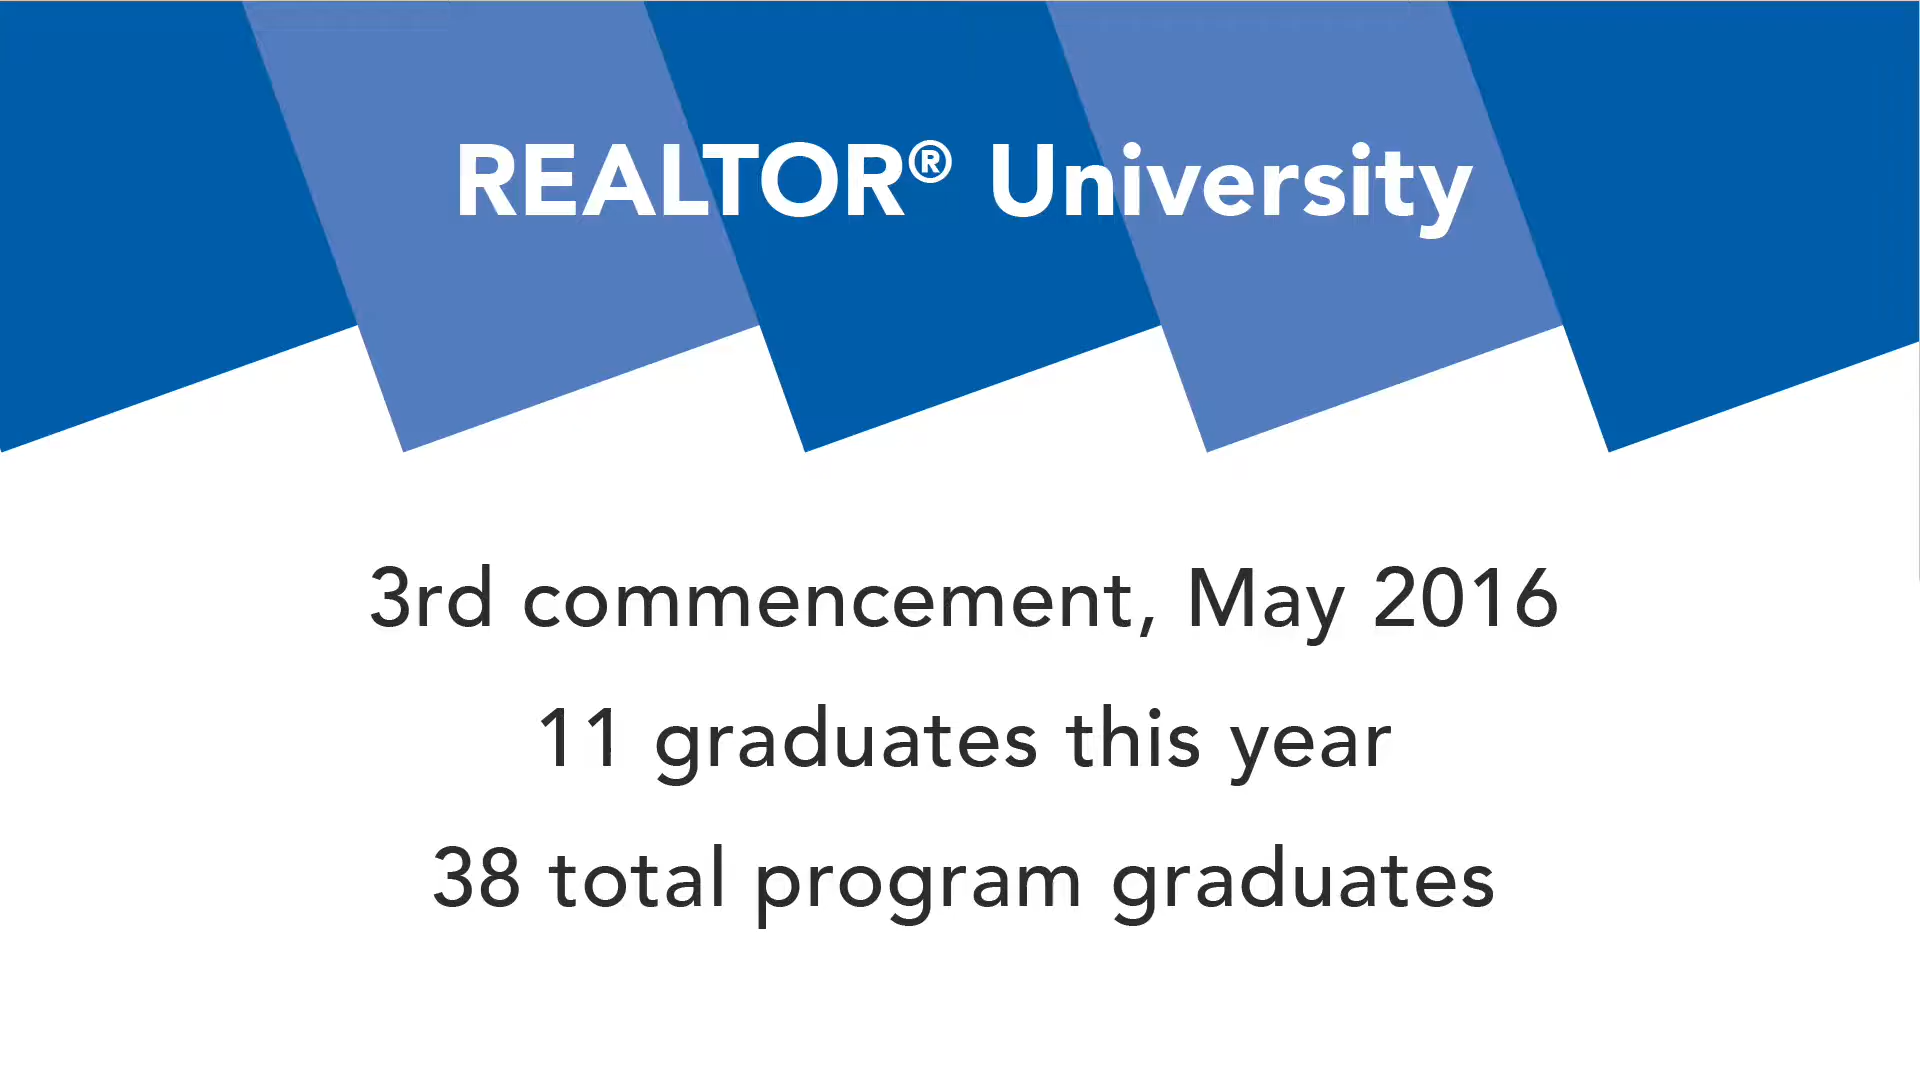 REALTOR® University
3rd commencement, May 2016
11 graduates this year
38 total program graduates